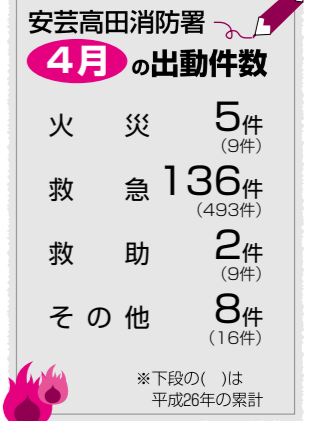 安芸高田消防署
4月の出動件数
火災 5件
(9件)
救急 136件
(493件)
救助 2件
(9件)
その他 8件
(16件)
※下段の( )は
平成26年の累計